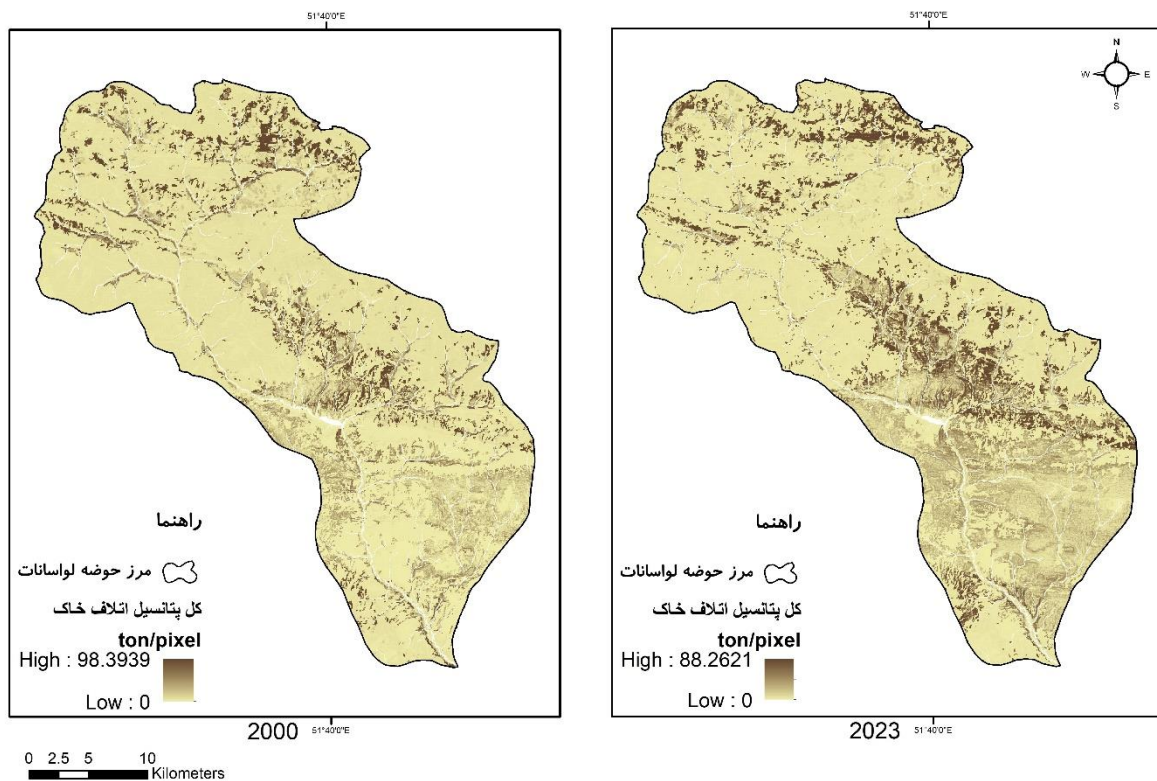 51°40'0"E
راهنما
مرز حوضه لواسانات
کل پتانسیل اتلاف خاک
ton/pixel
High : 98.3939
Low : 0
2000
51°40'0"E
0 2.5 5 10
Kilometers
51°40'0"E
N
W E
S
راهنما
مرز حوضه لواسانات
کل پتانسیل اتلاف خاک
ton/pixel
High : 88.2621
Low : 0
2023
51°40'0"E